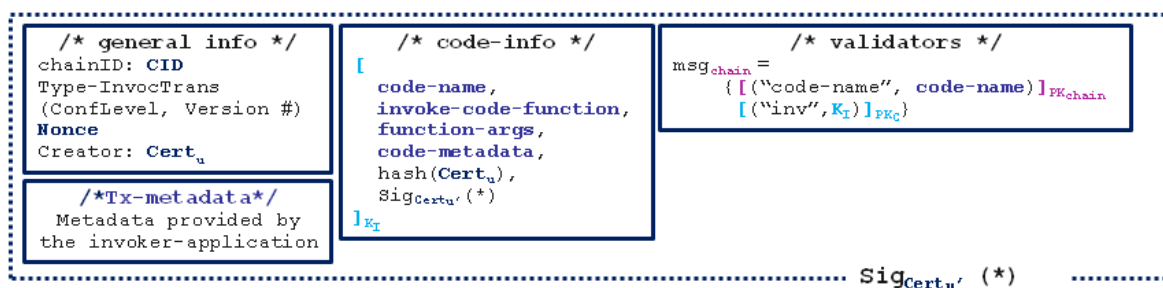 /* general info */
chainID: CID
Type-InvocTrans
(ConfLevel, Version #)
Nonce
Creator: Certu
/*Tx-metadata*/
Metadata provided by
the invoker-application
/* code-info */
[
code-name,
invoke-code-function,
function-args,
code-metadata,
hash(Certu),
SigCertu′(*)
]KI
/* validators */
msgchain=
{[(“code-name”, code-name)]PKchain
[(“inv”,KI)]PKC}
SigCertu′ (*)